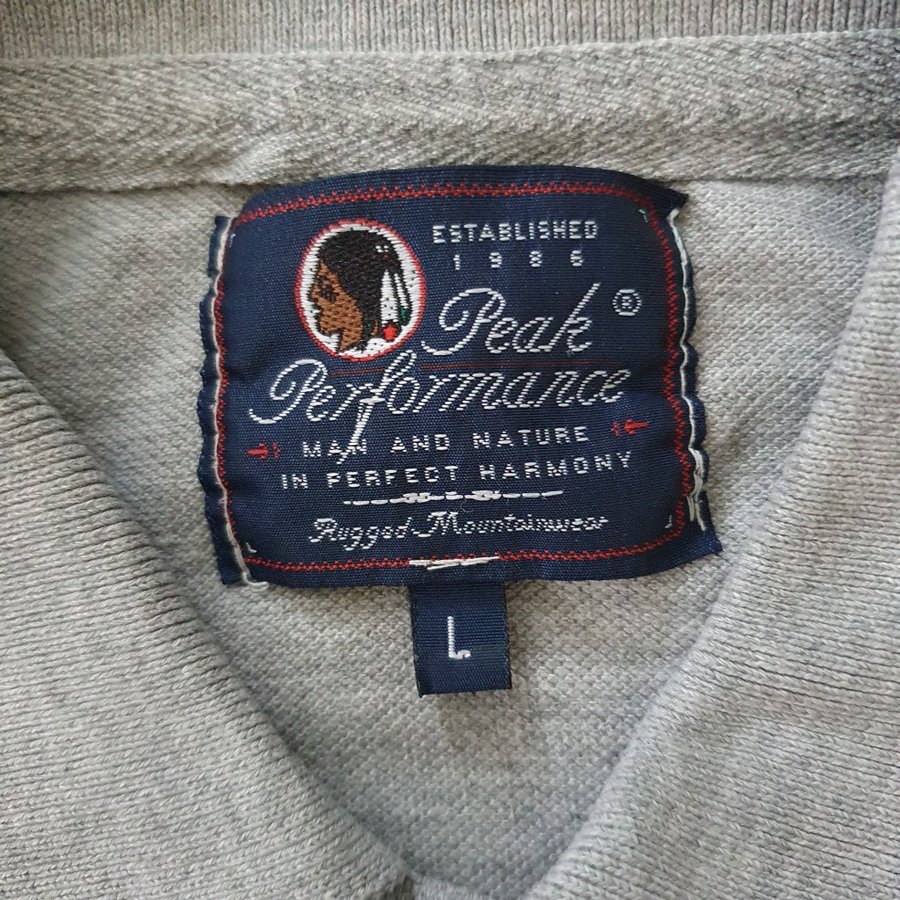 ESTABLISHED
1986
Peak ®
Performance
MAN AND NATURE
IN PERFECT HARMONY
Rugged Mountainwear
L